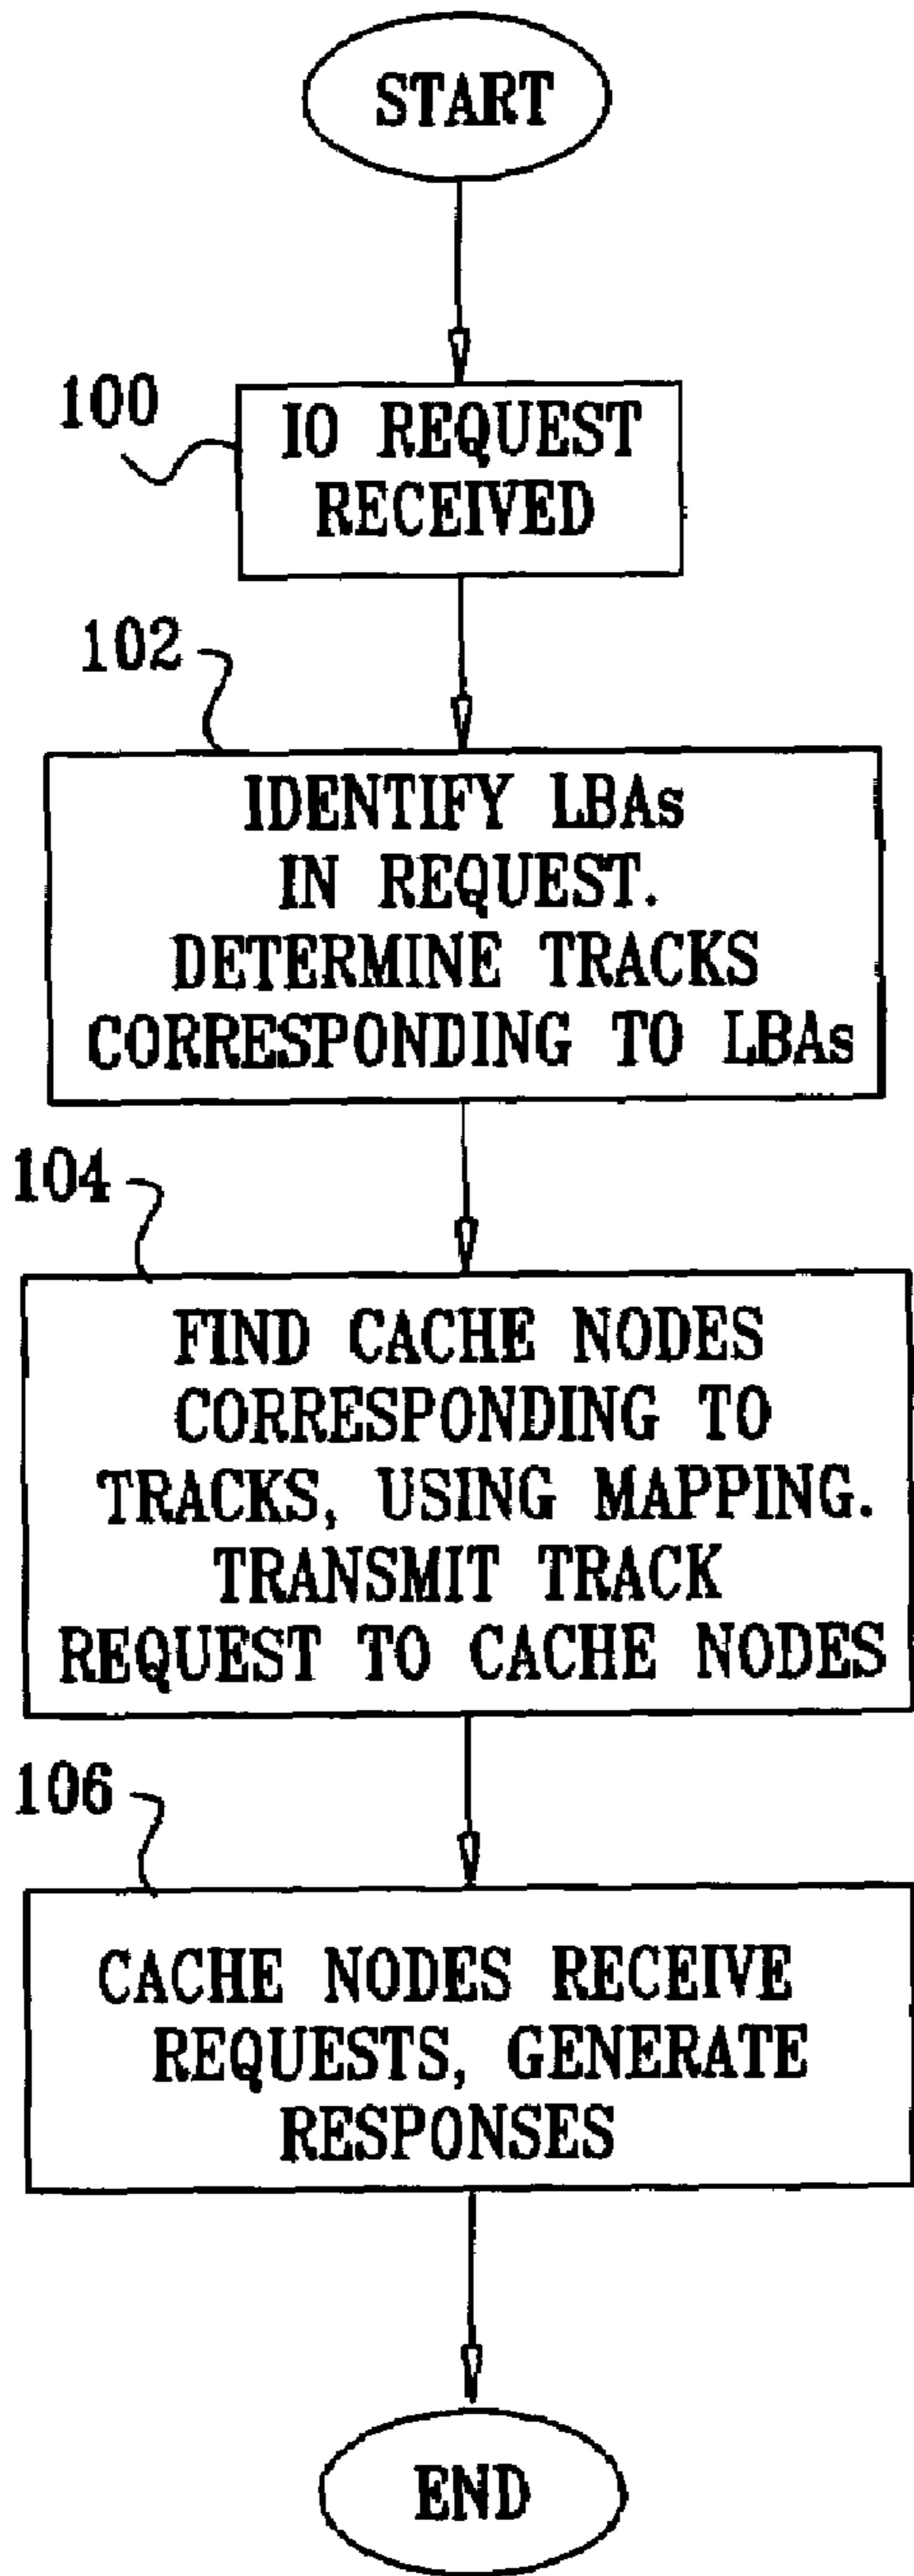 START
100
IO REQUEST
RECEIVED
102
IDENTIFY LBAs
IN REQUEST.
DETERMINE TRACKS
CORRESPONDING TO LBAs
104
FIND CACHE NODES
CORRESPONDING TO
TRACKS, USING MAPPING.
TRANSMIT TRACK
REQUEST TO CACHE NODES
106
CACHE NODES RECEIVE
REQUESTS, GENERATE
RESPONSES
END